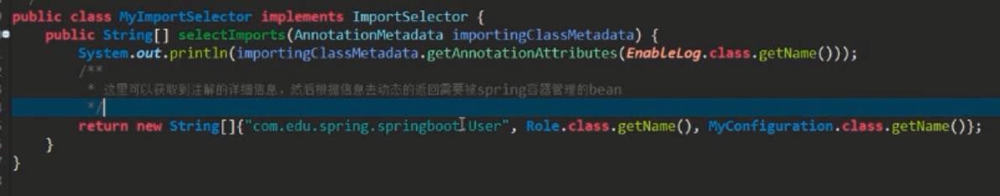 public class MyImportSelector implements ImportSelector {
public String[] selectImports(AnnotationMetadata importingClassMetadata) {
System.out.println(importingClassMetadata.getAnnotationAttributes(EnableLog.class.getName()));
/**
* 这里可以获取到注解的详细信息，然后根据信息去动态的返回需要被spring容器管理的bean
*/
return new String[]{"com.edu.spring.springboot.User", Role.class.getName(), MyConfiguration.class.getName()};
}
}